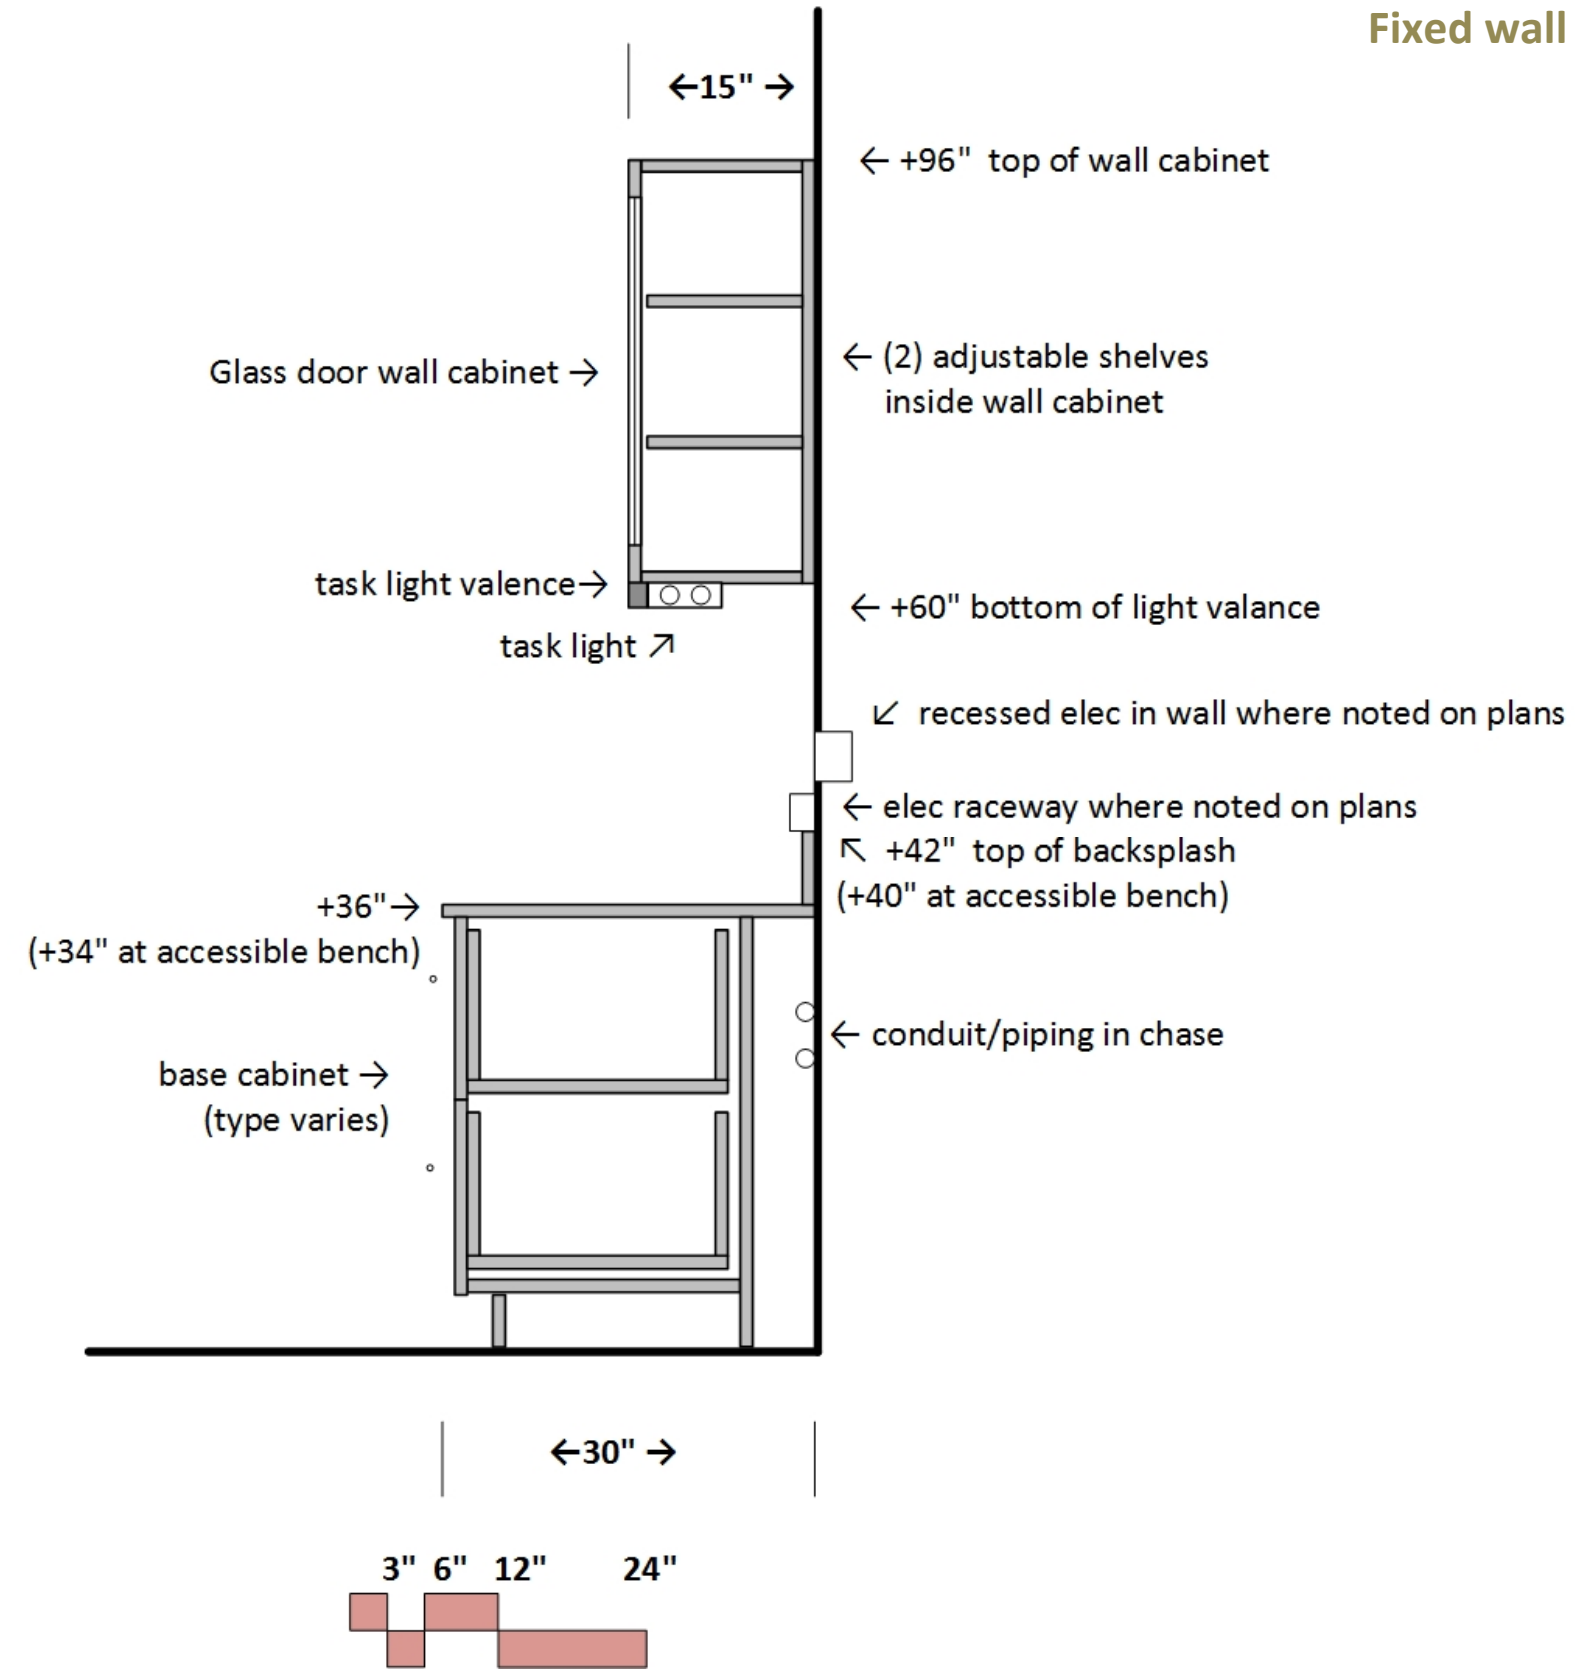 Fixed wall
←15" →
← +96"  top of wall cabinet
Glass door wall cabinet →
← (2) adjustable shelves
inside wall cabinet
task light valence→
← +60" bottom of light valance
task light ↗
↙ recessed elec in wall where noted on plans
← elec raceway where noted on plans
↖ +42"  top of backsplash
(+40" at accessible bench)
+36"→
(+34" at accessible bench)
← conduit/piping in chase
base cabinet →
(type varies)
←30" →
3" 6" 12" 24"